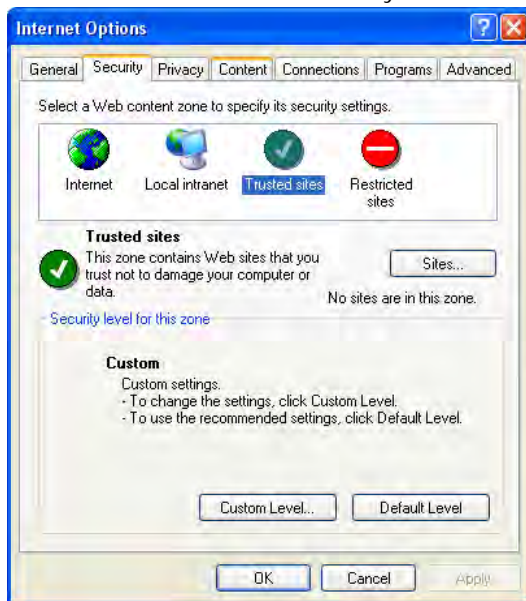 Internet Options
General Security Privacy Content Connections Programs Advanced
Select a Web content zone to specify its security settings.
Internet Local intranet Trusted sites Restricted
sites
Trusted sites
This zone contains Web sites that you
trust not to damage your computer or
data.
Sites...
No sites are in this zone.
Security level for this zone
Custom
Custom settings.
- To change the settings, click Custom Level.
- To use the recommended settings, click Default Level.
Custom Level... Default Level
OK Cancel Apply